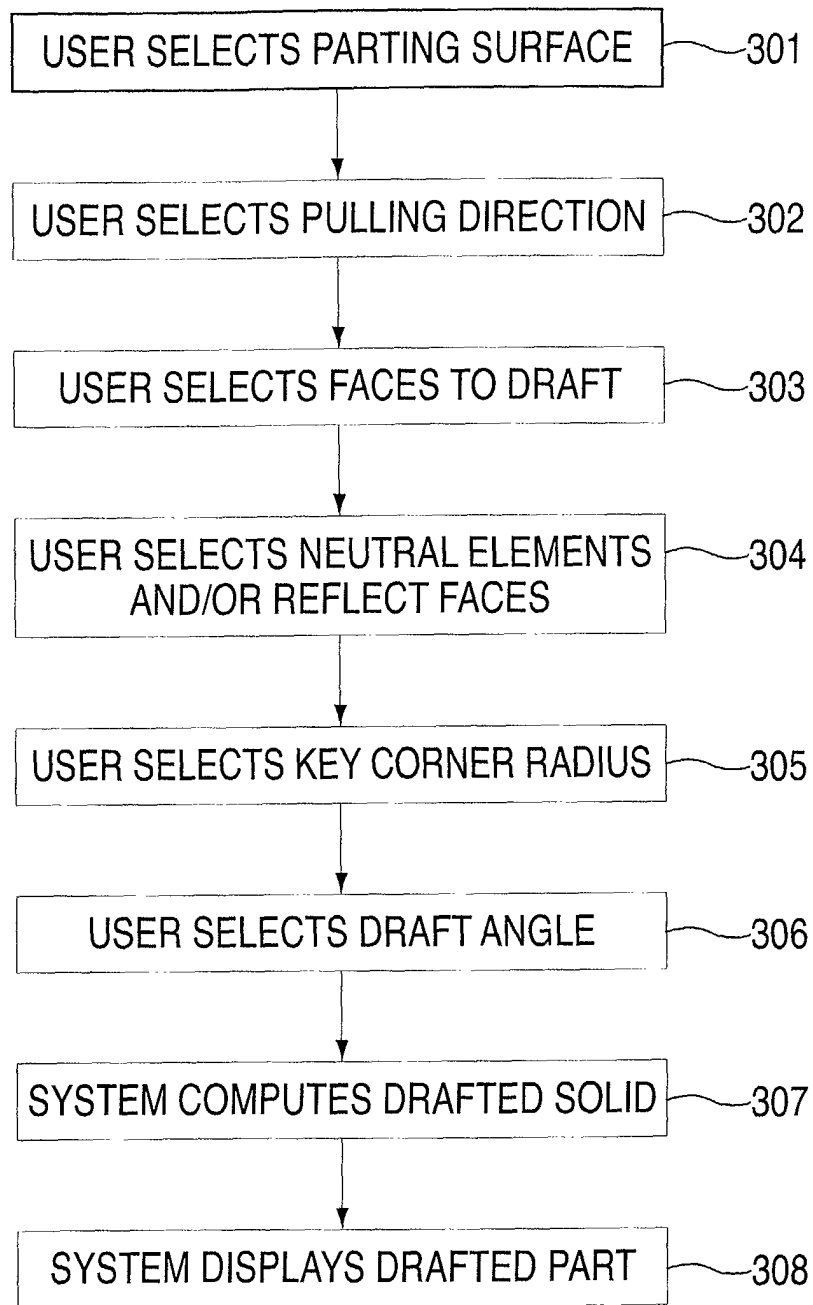 USER SELECTS PARTING SURFACE 301
USER SELECTS PULLING DIRECTION 302
USER SELECTS FACES TO DRAFT 303
USER SELECTS NEUTRAL ELEMENTS 304
AND/OR REFLECT FACES
USER SELECTS KEY CORNER RADIUS 305
USER SELECTS DRAFT ANGLE 306
SYSTEM COMPUTES DRAFTED SOLID 307
SYSTEM DISPLAYS DRAFTED PART 308